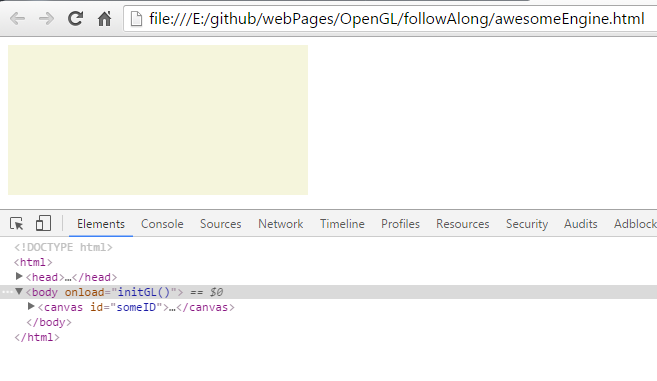 file:///E:/github/webPages/OpenGL/followAlong/awesomeEngine.html
Elements Console Sources Network Timeline Profiles Resources Security Audits Adblock
<!DOCTYPE html>
<html>
<head>…</head>
<body onload="initGL()"> == $0
<canvas id="someID">…</canvas>
</body>
</html>